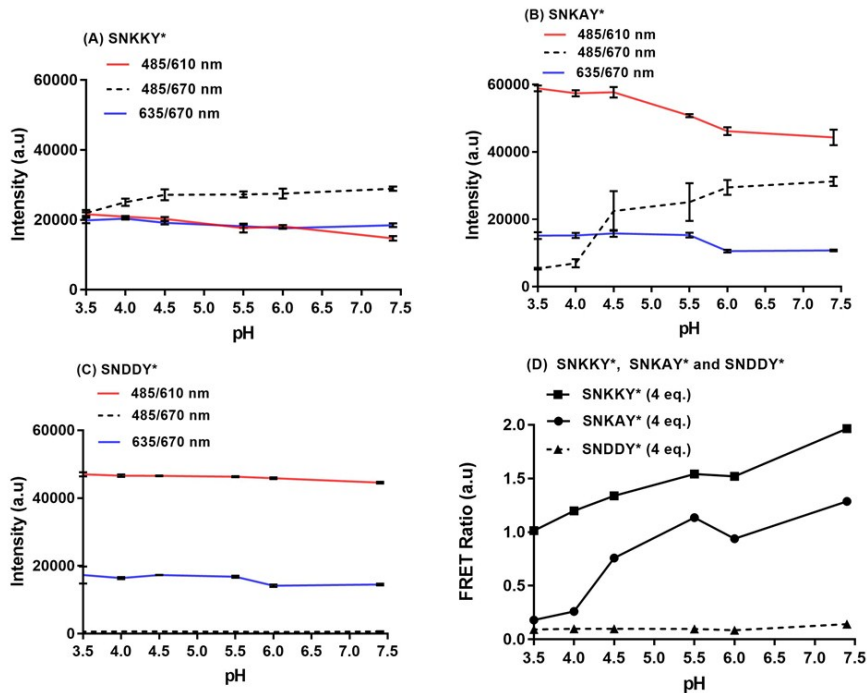 (A) SNKKY*
485/610 nm
485/670 nm
635/670 nm
Intensity (a.u)
60000
40000
20000
0
3.5 4.0 4.5 5.0 5.5 6.0 6.5 7.0 7.5
pH
(B) SNKAY*
485/610 nm
485/670 nm
635/670 nm
Intensity (a.u)
60000
40000
20000
0
3.5 4.0 4.5 5.0 5.5 6.0 6.5 7.0 7.5
pH
(C) SNDDY*
485/610 nm
485/670 nm
635/670 nm
Intensity (a.u)
60000
40000
20000
0
3.5 4.0 4.5 5.0 5.5 6.0 6.5 7.0 7.5
pH
(D) SNKKY*, SNKAY* and SNDDY*
SNKKY* (4 eq.)
SNKAY* (4 eq.)
SNDDY* (4 eq.)
FRET Ratio (a.u)
2.0
1.5
1.0
0.5
0.0
3.5 4.0 4.5 5.0 5.5 6.0 6.5 7.0 7.5
pH